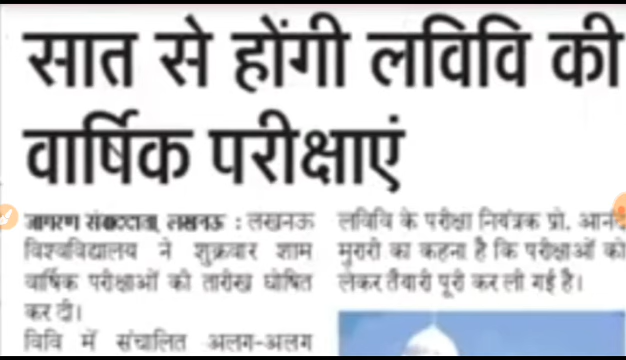 सात से होंगी लविवि की
वार्षिक परीक्षाएं
जागरण संवाददाता, लखनऊ : लखनऊ
विश्वविद्यालय ने शुक्रवार शाम
वार्षिक परीक्षाओं की तारीख घोषित
कर दी।
विवि में संचालित अलग-अलग
लविवि के परीक्षा नियंत्रक प्रो. आनंद
मुरारी का कहना है कि परीक्षाओं को
लेकर तैयारी पूरी कर ली गई है।